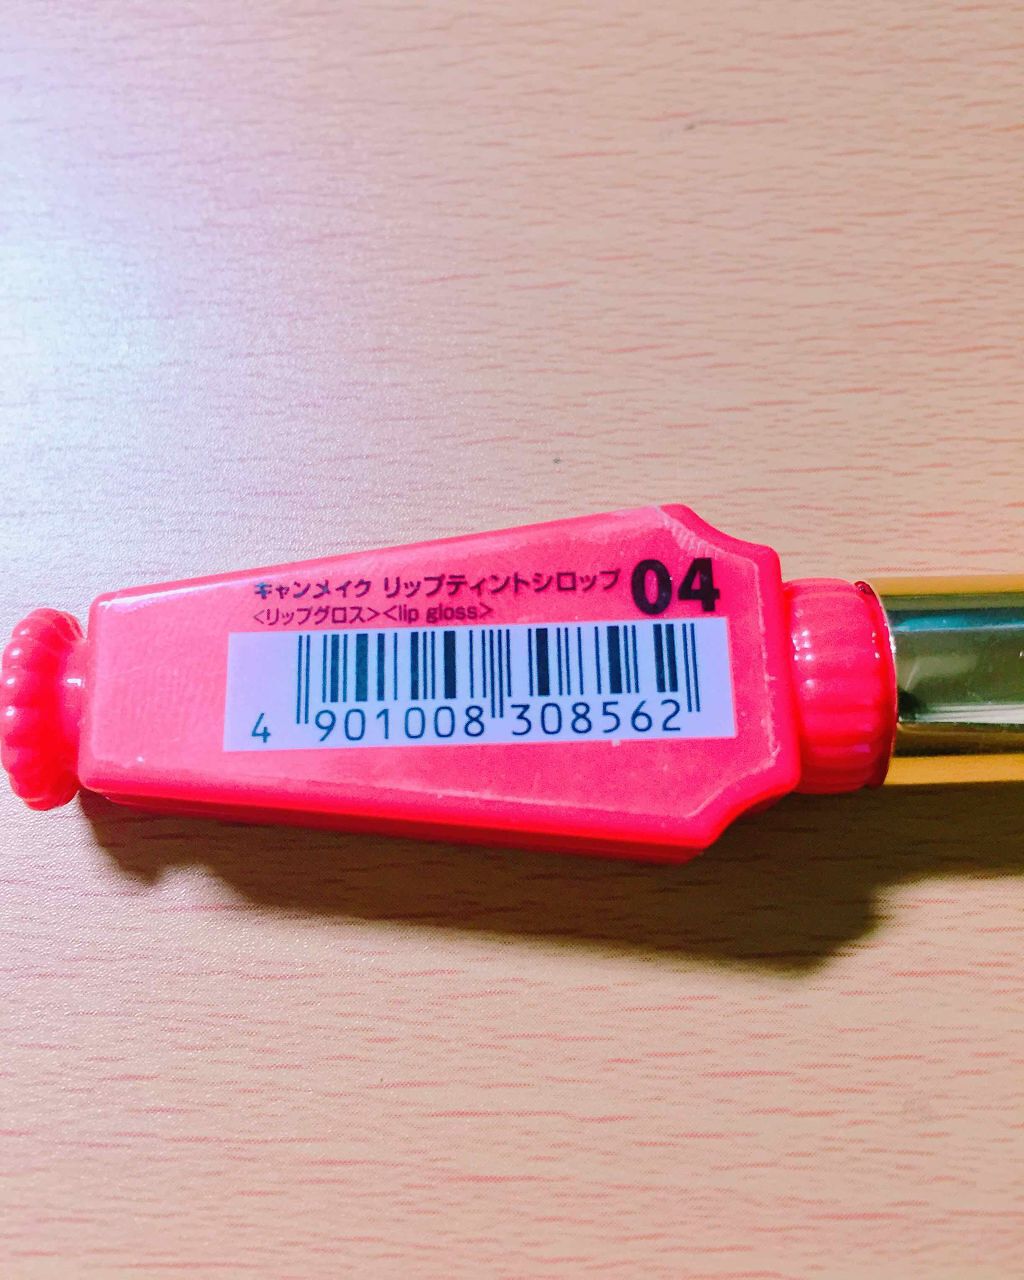 キャンメイク リップティントシロップ 04
<リップグロス><lip gloss>
4 901008 308562